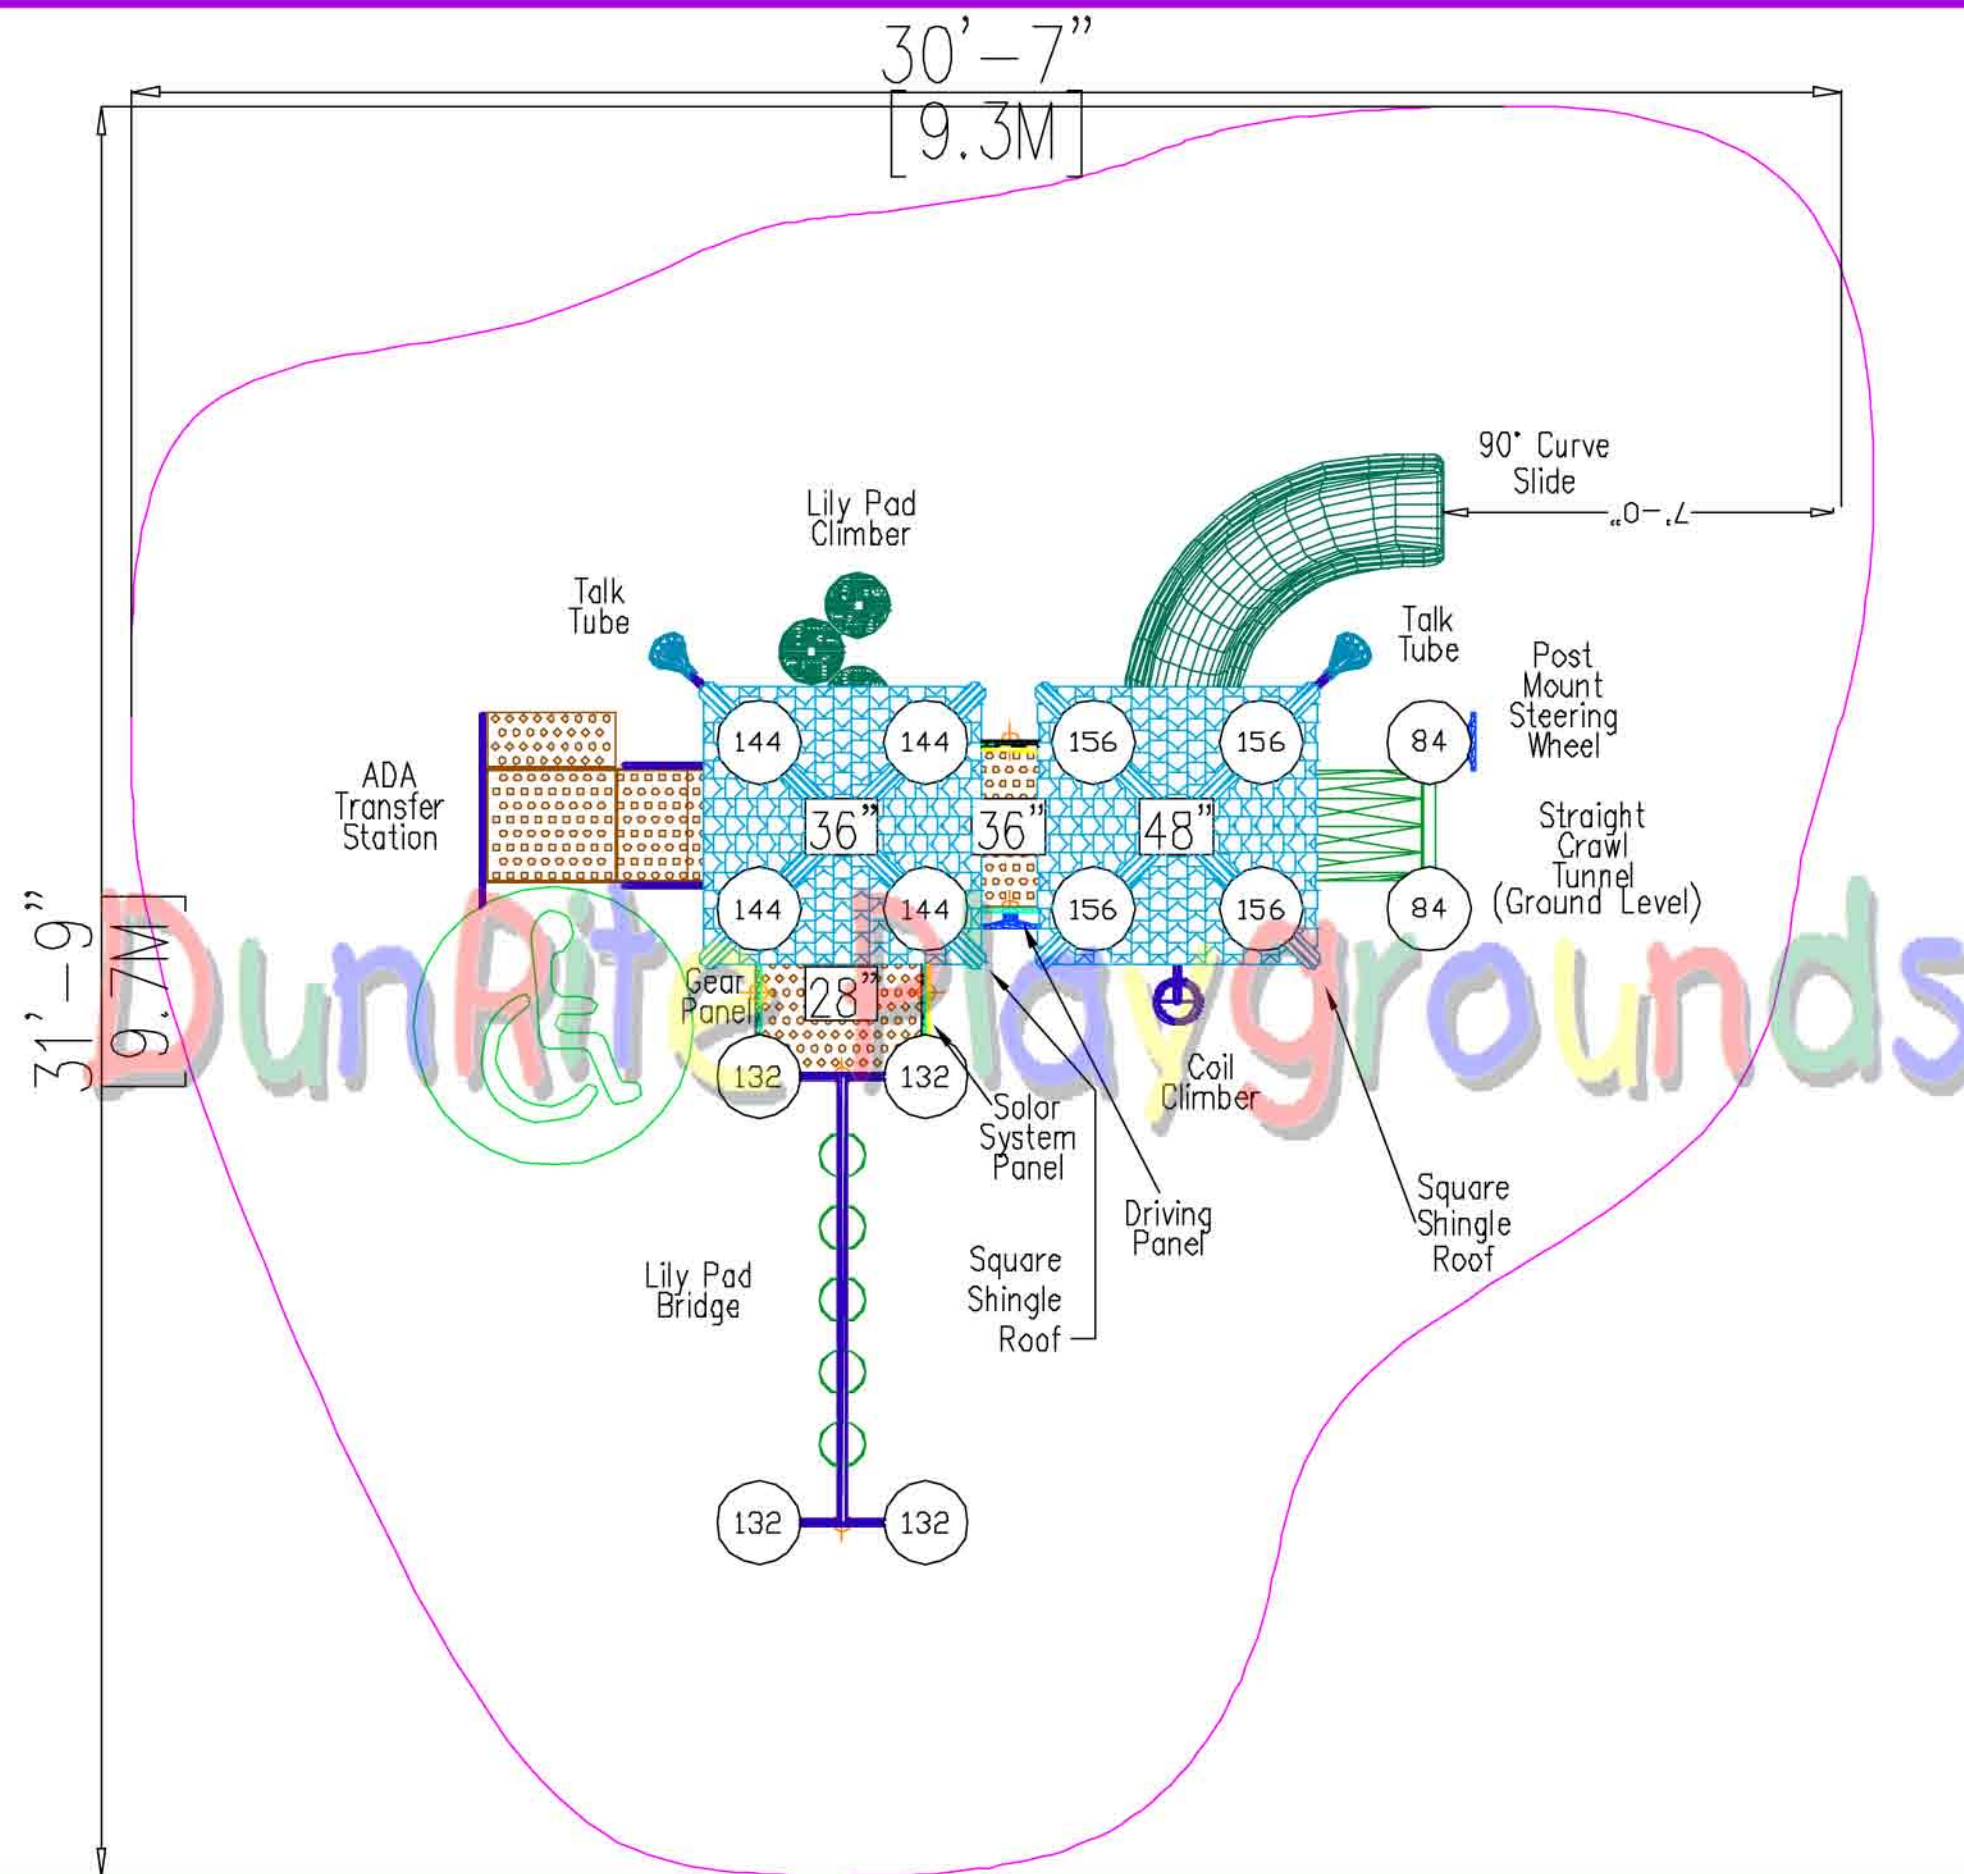 30'-7"
[9.3M]
31'-9"
[9.7M]
90° Curve
Slide
7'-0"
Lily Pad
Climber
Talk
Tube
Talk
Tube
Post
Mount
Steering
Wheel
144
144
156
156
84
ADA
Transfer
Station
36"
36"
48"
Straight
Crawl
Tunnel
(Ground Level)
144
144
156
156
84
DunRite Playgrounds
Gear
Panel
28"
132
132
Coil
Climber
Solor
System
Panel
Driving
Panel
Square
Shingle
Roof
Square
Shingle
Roof
Lily Pad
Bridge
132
132